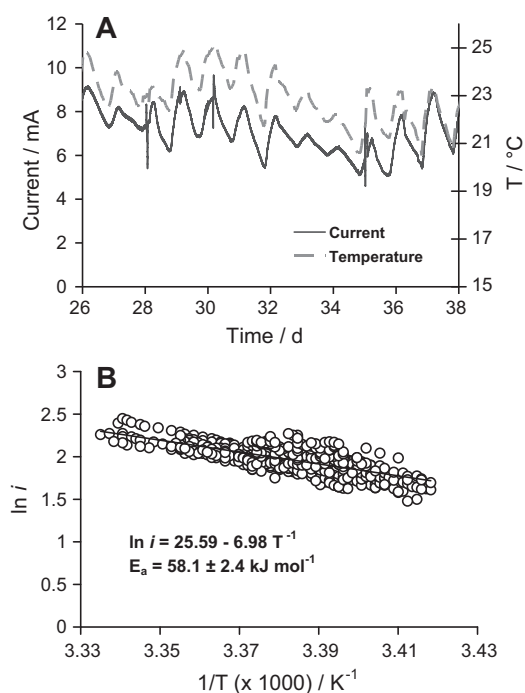 A
Current / mA
12
10
8
6
4
2
0
25
23
21
19
17
15
T / °C
Current
Temperature
26 28 30 32 34 36 38
Time / d
B
ln i
3
2.5
2
1.5
1
0.5
0
ln i = 25.59 - 6.98 T⁻¹
Eₐ = 58.1 ± 2.4 kJ mol⁻¹
3.33 3.35 3.37 3.39 3.41 3.43
1/T (x 1000) / K⁻¹